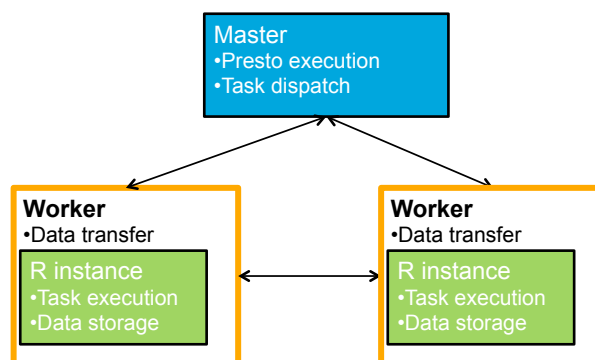 Master
•Presto execution
•Task dispatch
Worker
•Data transfer
R instance
•Task execution
•Data storage
Worker
•Data transfer
R instance
•Task execution
•Data storage